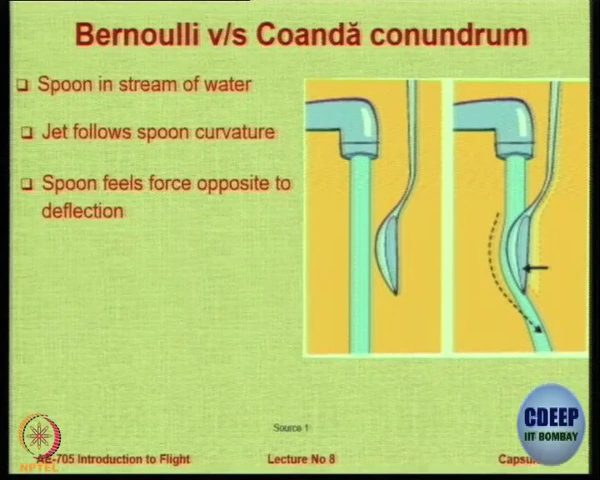 Bernoulli v/s Coandă conundrum
Spoon in stream of water
Jet follows spoon curvature
Spoon feels force opposite to
deflection
Source 1
CDEEP
IIT BOMBAY
NPTEL
AE-705 Introduction to Flight
Lecture No 8